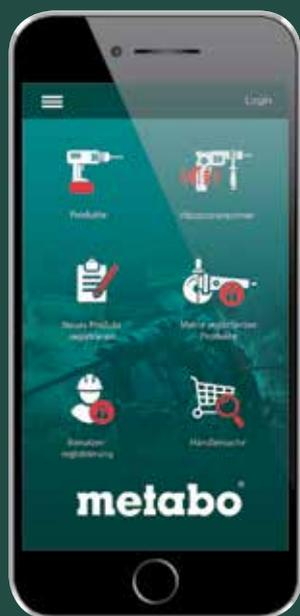 Login
Produkte
Vibrationsrechner
Neues Produkt
registrieren
Meine registrierten
Produkte
Benutzer-
registrierung
Händlersuche
metabo